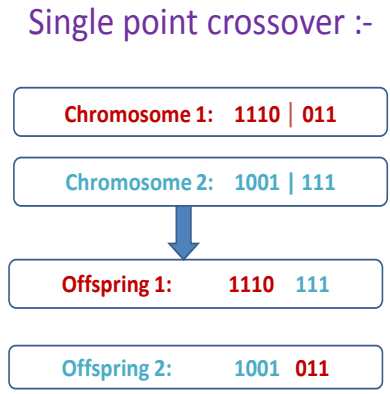 Single point crossover :-
Chromosome 1: 1110 | 011
Chromosome 2: 1001 | 111
Offspring 1: 1110 111
Offspring 2: 1001 011